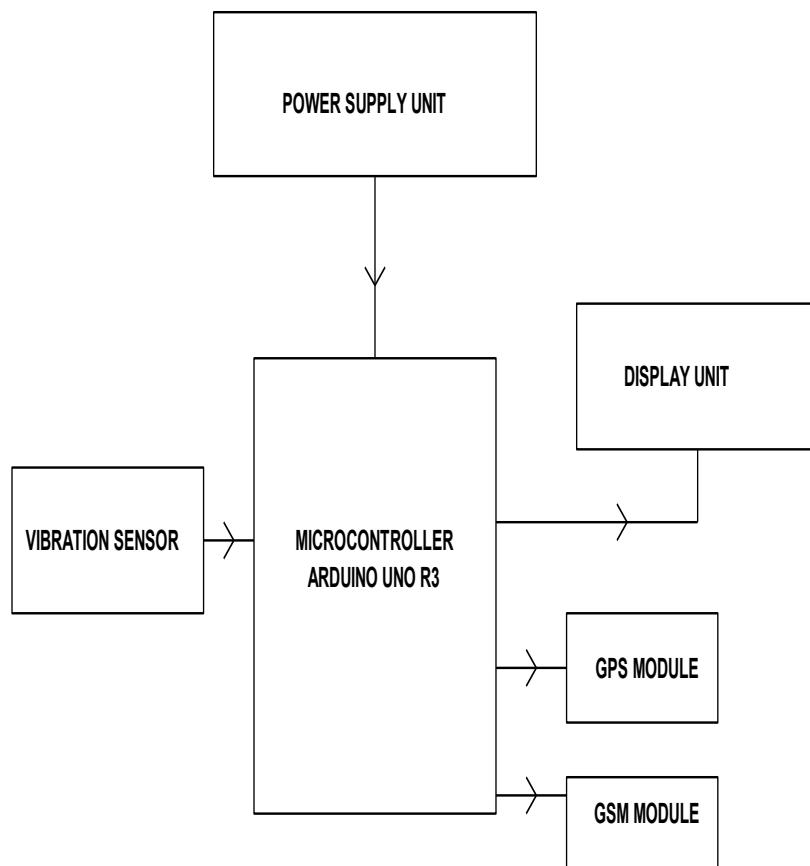 POWER SUPPLY UNIT
DISPLAY UNIT
VIBRATION SENSOR
MICROCONTROLLER
ARDUINO UNO R3
GPS MODULE
GSM MODULE